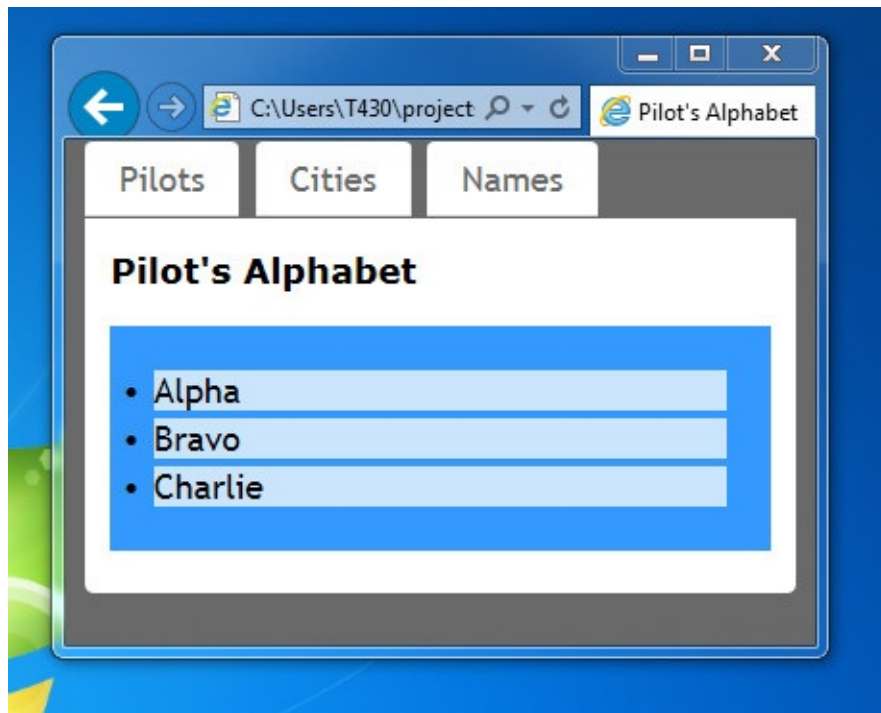 C:\Users\T430\project
Pilot's Alphabet
Pilots Cities Names
Pilot's Alphabet
• Alpha
• Bravo
• Charlie